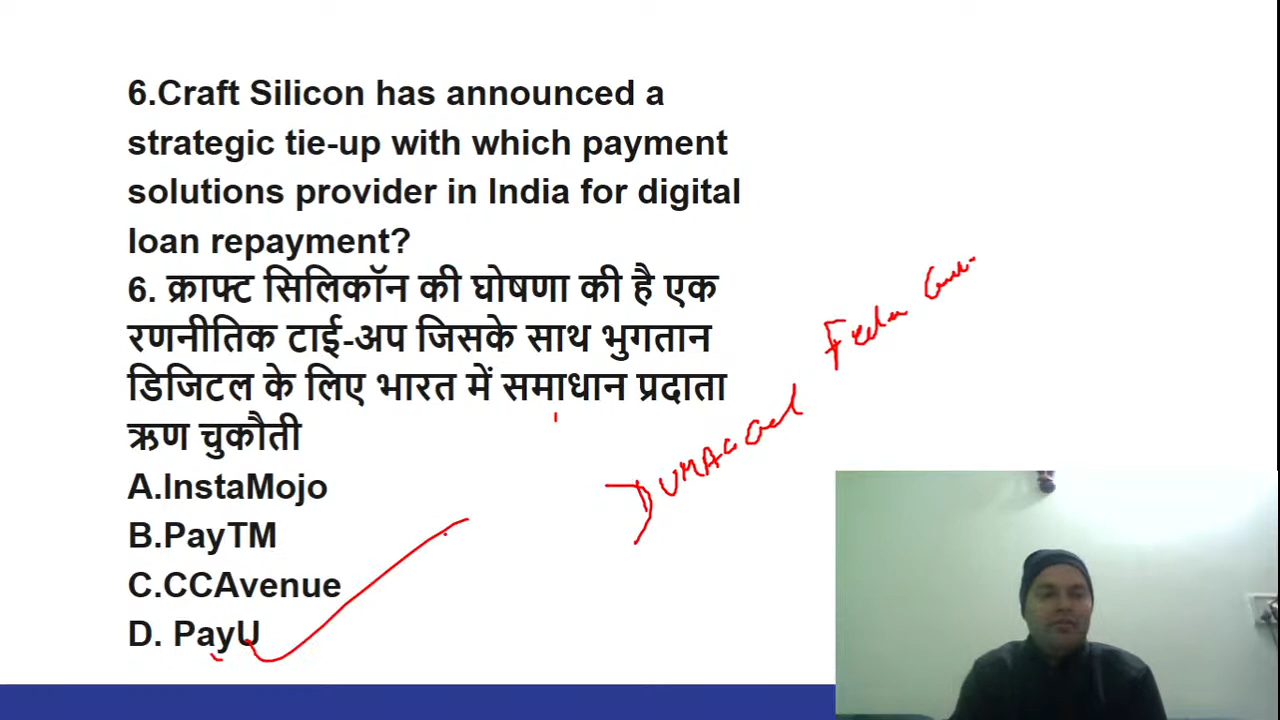 6.Craft Silicon has announced a
strategic tie-up with which payment
solutions provider in India for digital
loan repayment?
6. क्राफ्ट सिलिकॉन की घोषणा की है एक
रणनीतिक टाई-अप जिसके साथ भुगतान
डिजिटल के लिए भारत में समाधान प्रदाता
ऋण चुकौती
A.InstaMojo
B.PayTM
C.CCAvenue
D. PayU